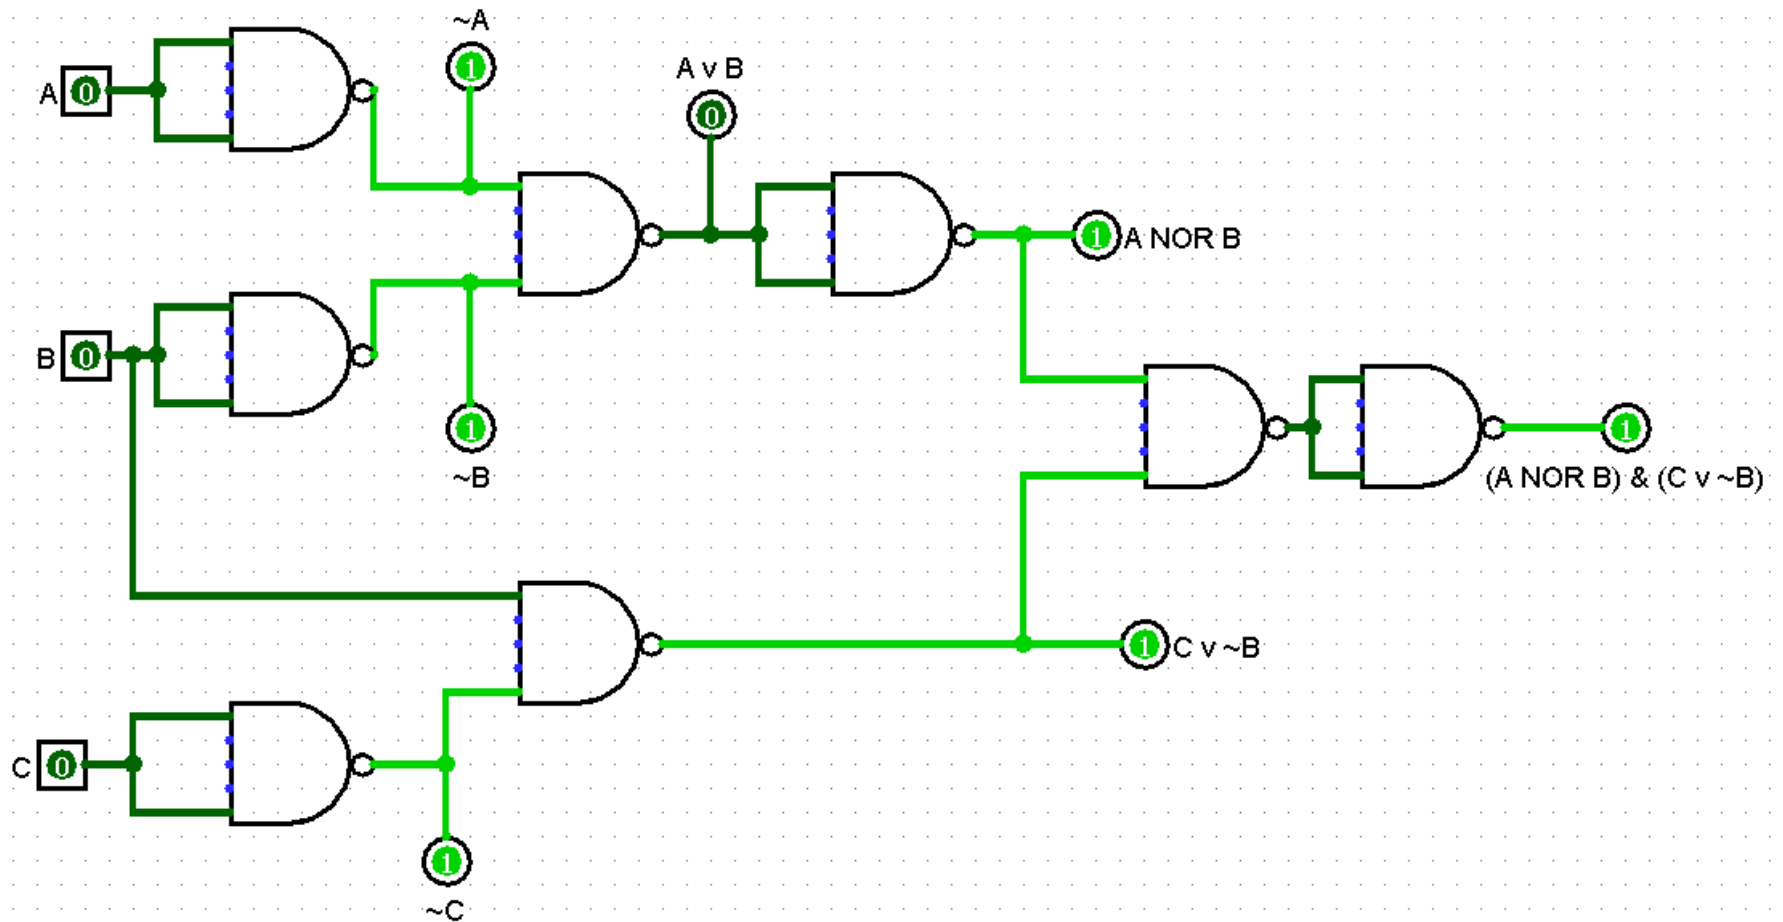 ~A
A 0
1
A v B
0
1 A NOR B
B 0
1
~B
1
(A NOR B) & (C v ~B)
1 C v ~B
C 0
1
~C